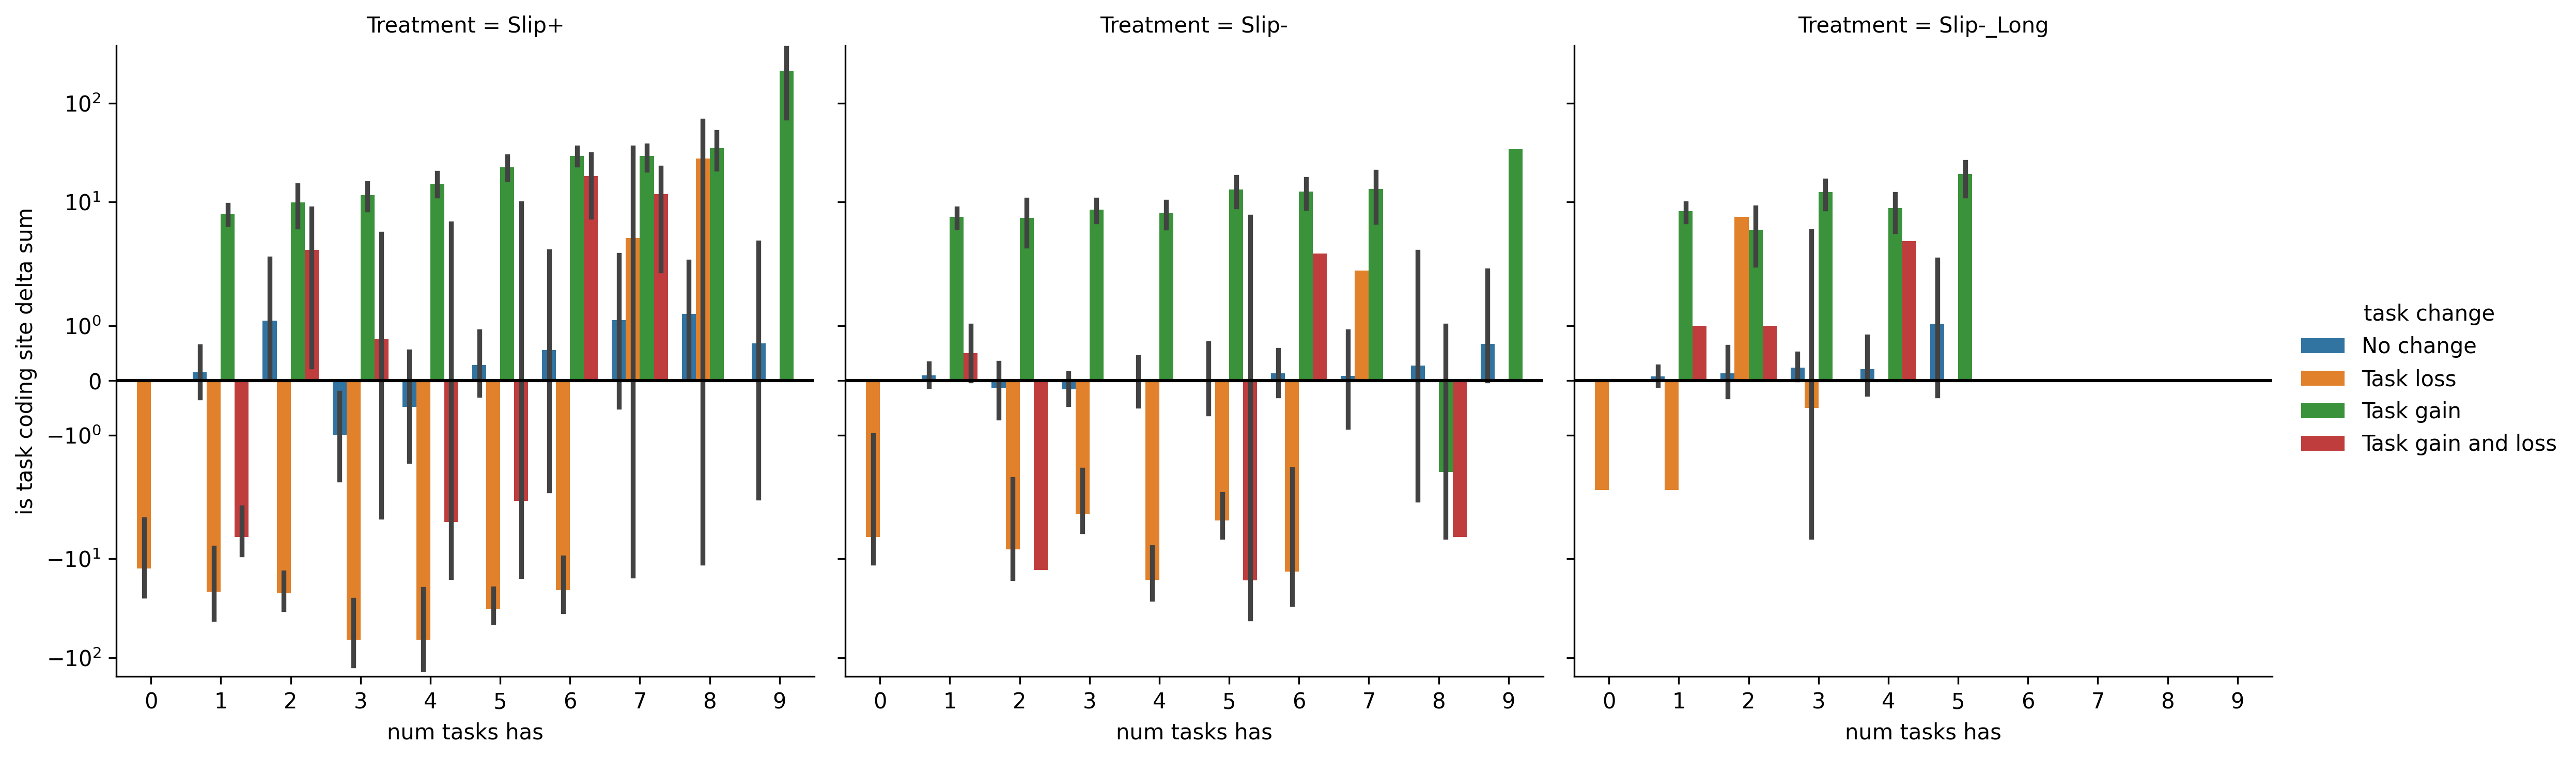 Treatment = Slip+
Treatment = Slip-
Treatment = Slip-_Long
is task coding site delta sum
10²
10¹
10⁰
0
−10⁰
−10¹
−10²
0 1 2 3 4 5 6 7 8 9
0 1 2 3 4 5 6 7 8 9
0 1 2 3 4 5 6 7 8 9
num tasks has
num tasks has
num tasks has
task change
No change
Task loss
Task gain
Task gain and loss